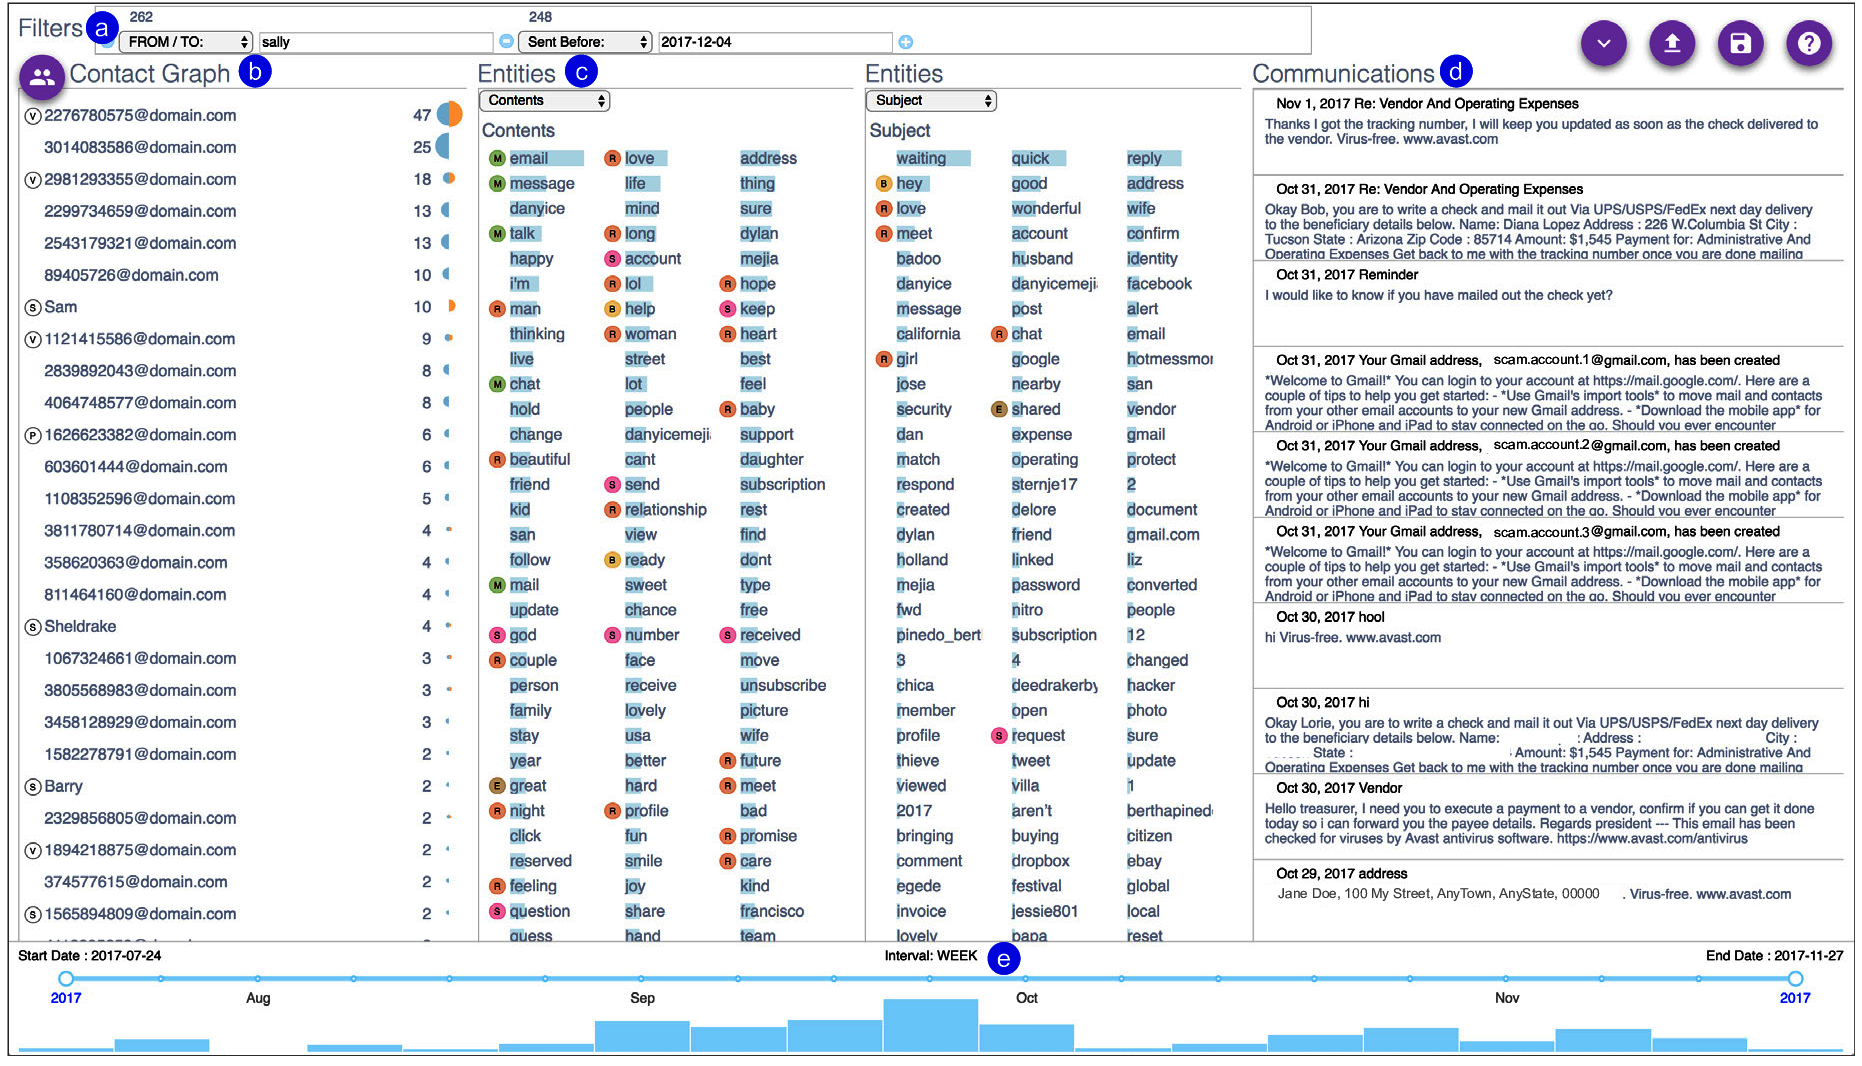 262 248
Filters a FROM / TO: sally Sent Before: 2017-12-04
Contact Graph b
V 2276780575@domain.com 47
3014083586@domain.com 25
V 2981293355@domain.com 18
2299734659@domain.com 13
2543179321@domain.com 13
89405726@domain.com 10
S Sam 10
V 1121415586@domain.com 9
2839892043@domain.com 8
4064748577@domain.com 8
P 1626623382@domain.com 6
603601444@domain.com 6
1108352596@domain.com 5
3811780714@domain.com 4
358620363@domain.com 4
811464160@domain.com 4
S Sheldrake 4
1067324661@domain.com 3
3805568983@domain.com 3
3458128929@domain.com 3
1582278791@domain.com 2
S Barry 2
2329856805@domain.com 2
V 1894218875@domain.com 2
374577615@domain.com 2
S 1565894809@domain.com 2
Entities c
Contents
Contents
M email R love address
M message life thing
danyice mind sure
M talk R long dylan
happy S account mejia
i'm R lol R hope
R man B help S keep
thinking R woman R heart
live street best
M chat lot feel
hold people R baby
change danyicemeji support
R beautiful cant daughter
friend S send subscription
kid R relationship rest
san view find
follow B ready dont
M mail sweet type
update chance free
S god S number S received
R couple face move
person receive unsubscribe
family lovely picture
stay usa wife
year better R future
E great hard R meet
R night R profile bad
click fun R promise
reserved smile R care
R feeling joy kind
S question share francisco
guess hand team
Entities
Subject
Subject
waiting quick reply
B hey good address
R love wonderful wife
R meet account confirm
badoo husband identity
danyice danyicemeji facebook
message post alert
california R chat email
R girl google hotmessmor
jose nearby san
security E shared vendor
dan expense gmail
match operating protect
respond sternje17 2
created delore document
dylan friend gmail.com
holland linked liz
mejia password converted
fwd nitro people
pinedo_bert subscription 12
3 4 changed
chica deedrakerby hacker
member open photo
profile S request sure
thieve tweet update
viewed villa 1
2017 aren't berthapined
bringing buying citizen
comment dropbox ebay
egede festival global
invoice jessie801 local
lovely papa reset
Communications d
Nov 1, 2017 Re: Vendor And Operating Expenses
Thanks I got the tracking number, I will keep you updated as soon as the check delivered to
the vendor. Virus-free. www.avast.com
Oct 31, 2017 Re: Vendor And Operating Expenses
Okay Bob, you are to write a check and mail it out Via UPS/USPS/FedEx next day delivery
to the beneficiary details below. Name: Diana Lopez Address : 226 W.Columbia St City :
Tucson State : Arizona Zip Code : 85714 Amount: $1,545 Payment for: Administrative And
Operating Expenses Get back to me with the tracking number once you are done mailing
Oct 31, 2017 Reminder
I would like to know if you have mailed out the check yet?
Oct 31, 2017 Your Gmail address, scam.account.1@gmail.com, has been created
*Welcome to Gmail!* You can login to your account at https://mail.google.com/. Here are a
couple of tips to help you get started: - *Use Gmail's import tools* to move mail and contacts
from your other email accounts to your new Gmail address. - *Download the mobile app* for
Android or iPhone and iPad to stay connected on the go. Should you ever encounter
Oct 31, 2017 Your Gmail address, scam.account.2@gmail.com, has been created
*Welcome to Gmail!* You can login to your account at https://mail.google.com/. Here are a
couple of tips to help you get started: - *Use Gmail's import tools* to move mail and contacts
from your other email accounts to your new Gmail address. - *Download the mobile app* for
Android or iPhone and iPad to stay connected on the go. Should you ever encounter
Oct 31, 2017 Your Gmail address, scam.account.3@gmail.com, has been created
*Welcome to Gmail!* You can login to your account at https://mail.google.com/. Here are a
couple of tips to help you get started: - *Use Gmail's import tools* to move mail and contacts
from your other email accounts to your new Gmail address. - *Download the mobile app* for
Android or iPhone and iPad to stay connected on the go. Should you ever encounter
Oct 30, 2017 hool
hi Virus-free. www.avast.com
Oct 30, 2017 hi
Okay Lorie, you are to write a check and mail it out Via UPS/USPS/FedEx next day delivery
to the beneficiary details below. Name: : Address : City :
State : Amount: $1,545 Payment for: Administrative And
Operating Expenses Get back to me with the tracking number once you are done mailing
Oct 30, 2017 Vendor
Hello treasurer, I need you to execute a payment to a vendor, confirm if you can get it done
today so i can forward you the payee details. Regards president --- This email has been
checked for viruses by Avast antivirus software. https://www.avast.com/antivirus
Oct 29, 2017 address
Jane Doe, 100 My Street, AnyTown, AnyState, 00000 . Virus-free. www.avast.com
Start Date : 2017-07-24 Interval: WEEK e End Date : 2017-11-27
2017 Aug Sep Oct Nov 2017